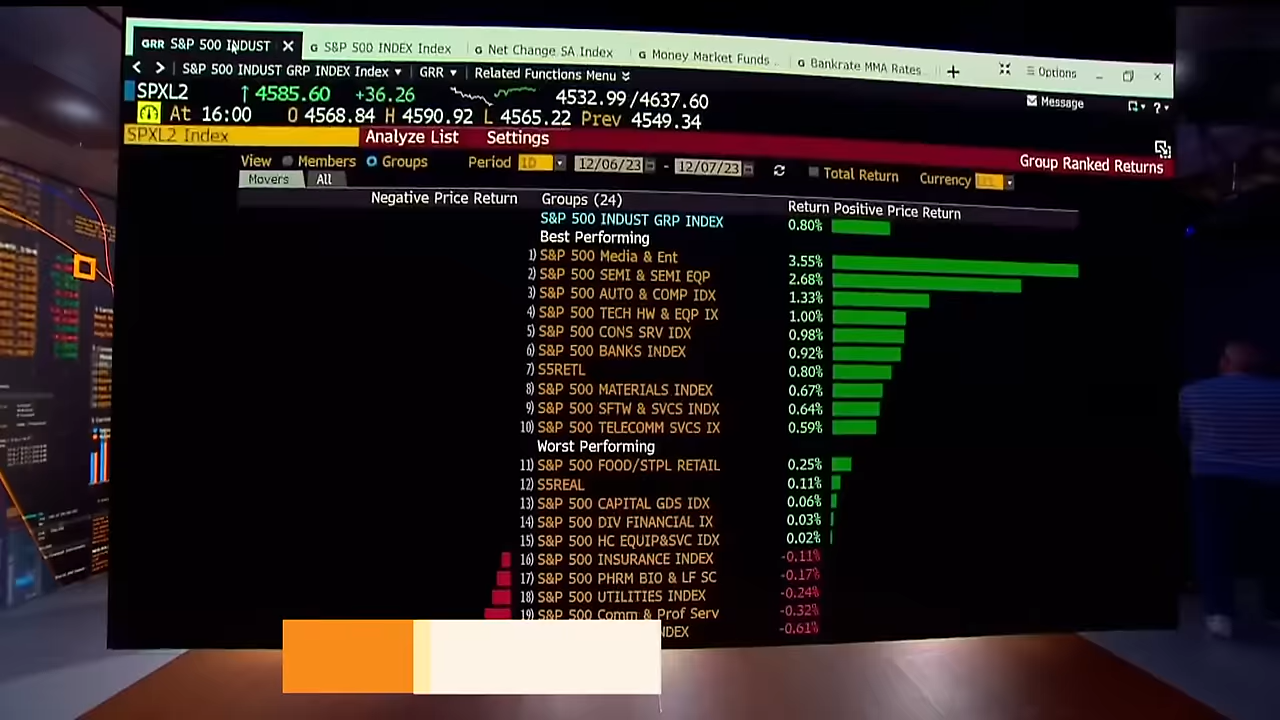 GRR S&P 500 INDUST × G S&P 500 INDEX Index G Net Change SA Index G Money Market Funds .. G Bankrate MMA Rates +
Options
S&P 500 INDUST GRP INDEX Index GRR Related Functions Menu
SPXL2 4585.60 +36.26 4532.99/4637.60
Message ?
At 16:00 O 4568.84 H 4590.92 L 4565.22 Prev 4549.34
SPXL2 Index Analyze List Settings
Group Ranked Returns
View Members Groups Period 1D 12/06/23 - 12/07/23 Total Return Currency
Movers All
Negative Price Return Groups (24) Return Positive Price Return
S&P 500 INDUST GRP INDEX 0.80%
Best Performing
1) S&P 500 Media & Ent 3.55%
2) S&P 500 SEMI & SEMI EQP 2.68%
3) S&P 500 AUTO & COMP IDX 1.33%
4) S&P 500 TECH HW & EQP IX 1.00%
5) S&P 500 CONS SRV IDX 0.98%
6) S&P 500 BANKS INDEX 0.92%
7) S5RETL 0.80%
8) S&P 500 MATERIALS INDEX 0.67%
9) S&P 500 SFTW & SVCS INDX 0.64%
10) S&P 500 TELECOMM SVCS IX 0.59%
Worst Performing
11) S&P 500 FOOD/STPL RETAIL 0.25%
12) S5REAL 0.11%
13) S&P 500 CAPITAL GDS IDX 0.06%
14) S&P 500 DIV FINANCIAL IX 0.03%
15) S&P 500 HC EQUIP&SVC IDX 0.02%
16) S&P 500 INSURANCE INDEX -0.11%
17) S&P 500 PHRM BIO & LF SC -0.17%
18) S&P 500 UTILITIES INDEX -0.24%
19) S&P 500 Comm & Prof Serv -0.32%
-0.61%